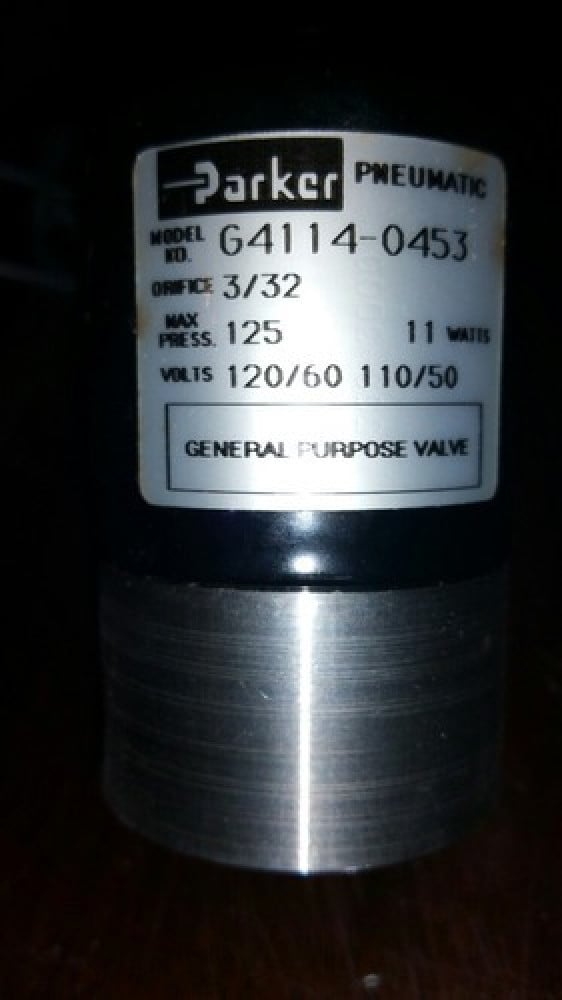 Parker PNEUMATIC
MODEL NO. G4114-0453
ORIFICE 3/32
MAX PRESS. 125 11 WATTS
VOLTS 120/60 110/50
GENERAL PURPOSE VALVE